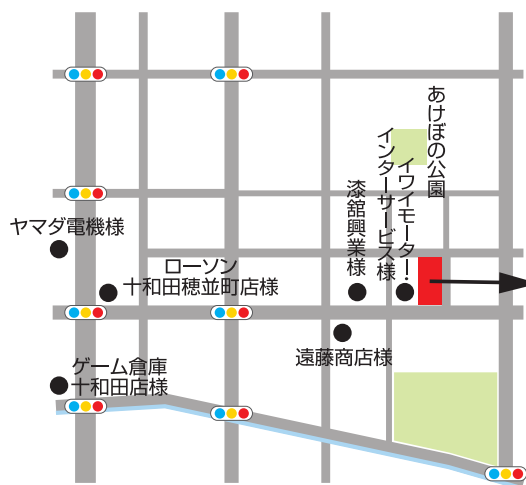 あけぼの公園
イワイモーター・
インターサービス様
漆舘興業様
ヤマダ電機様
ローソン
十和田穂並町店様
遠藤商店様
ゲーム倉庫
十和田店様